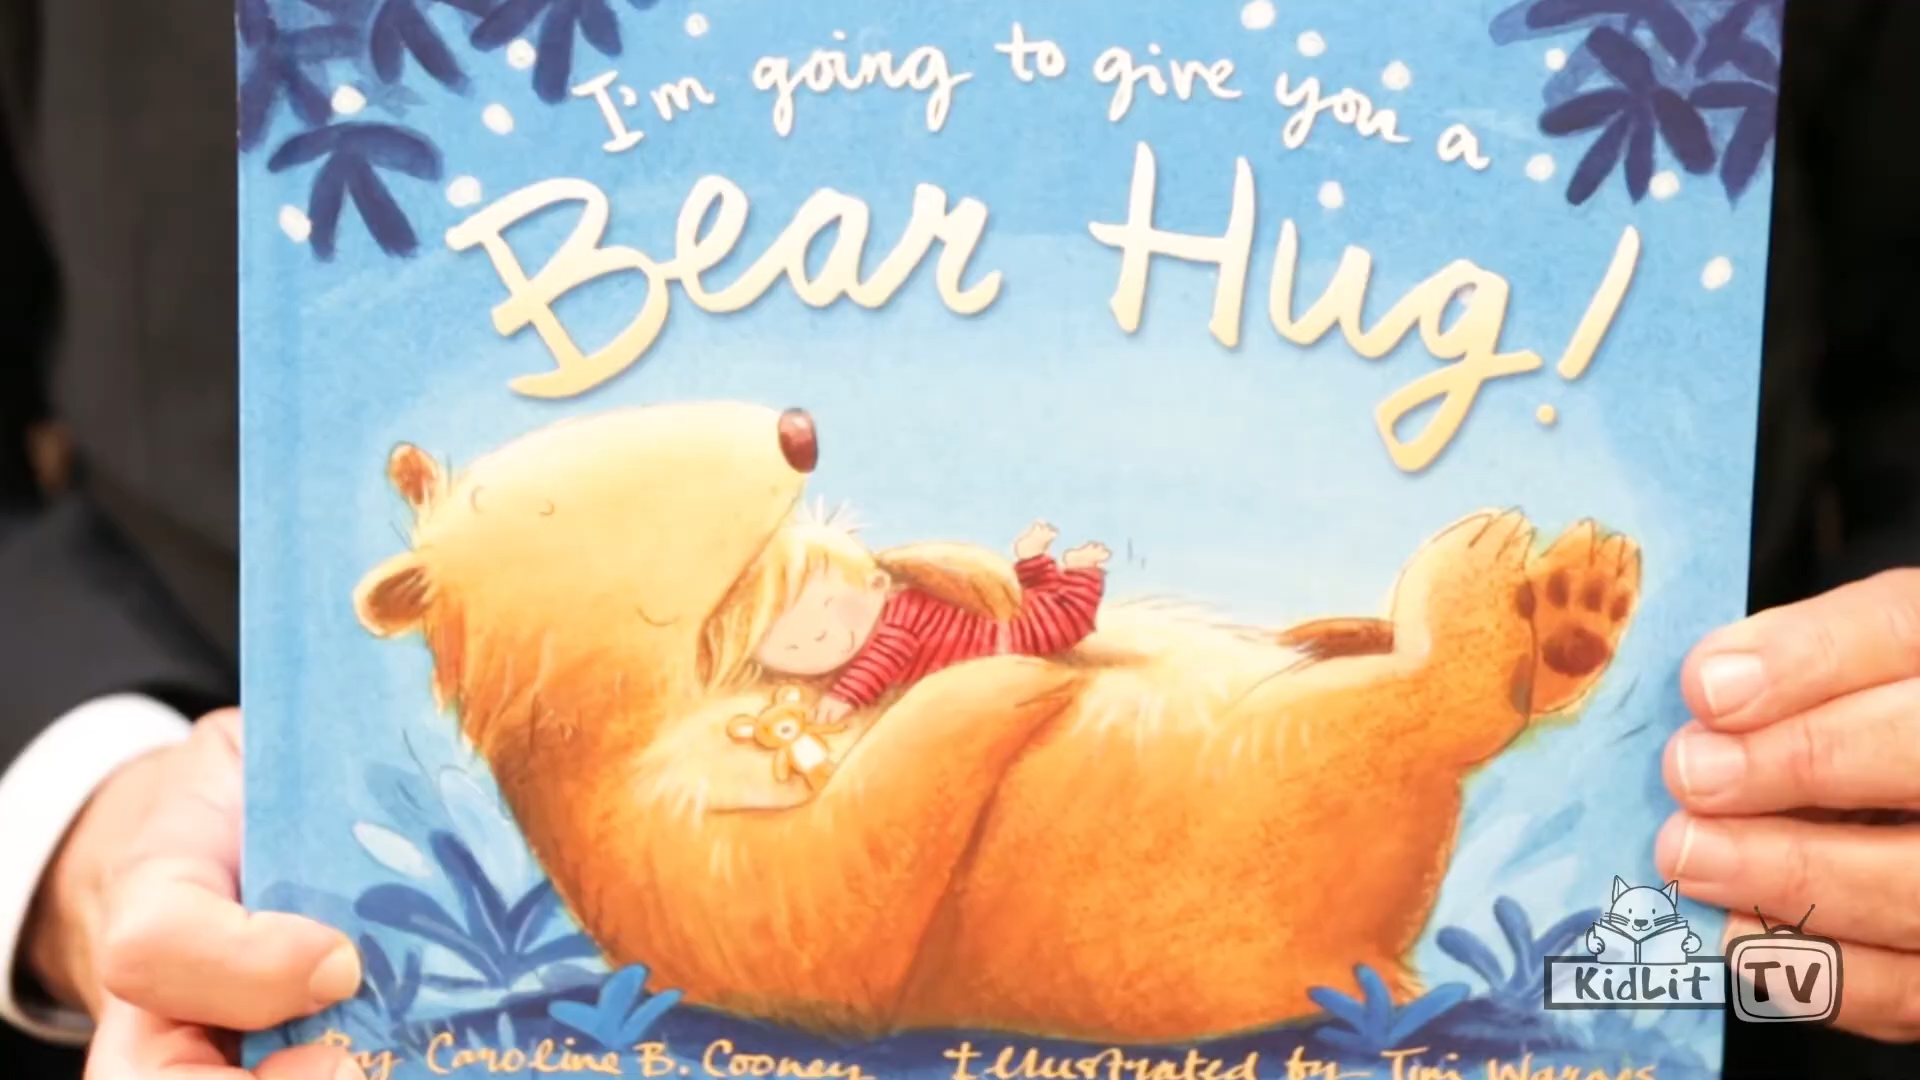 I'm going to give you a
Bear Hug!
By Caroline B. Cooney Illustrated by Tim Warnes
KidLit TV